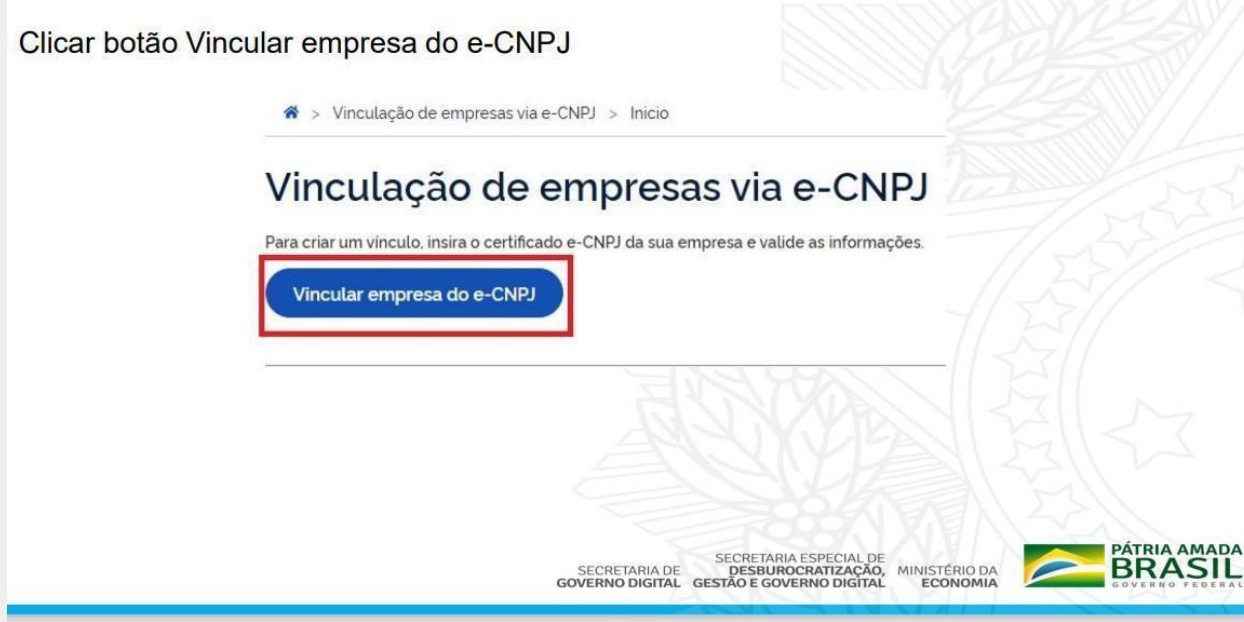 Clicar botão Vincular empresa do e-CNPJ
> Vinculação de empresas via e-CNPJ > Inicio
Vinculação de empresas via e-CNPJ
Para criar um vínculo, insira o certificado e-CNPJ da sua empresa e valide as informações.
Vincular empresa do e-CNPJ
SECRETARIA DE
GOVERNO DIGITAL
SECRETARIA ESPECIAL DE
DESBUROCRATIZAÇÃO,
GESTÃO E GOVERNO DIGITAL
MINISTÉRIO DA
ECONOMIA
PÁTRIA AMADA
BRASIL
GOVERNO FEDERAL